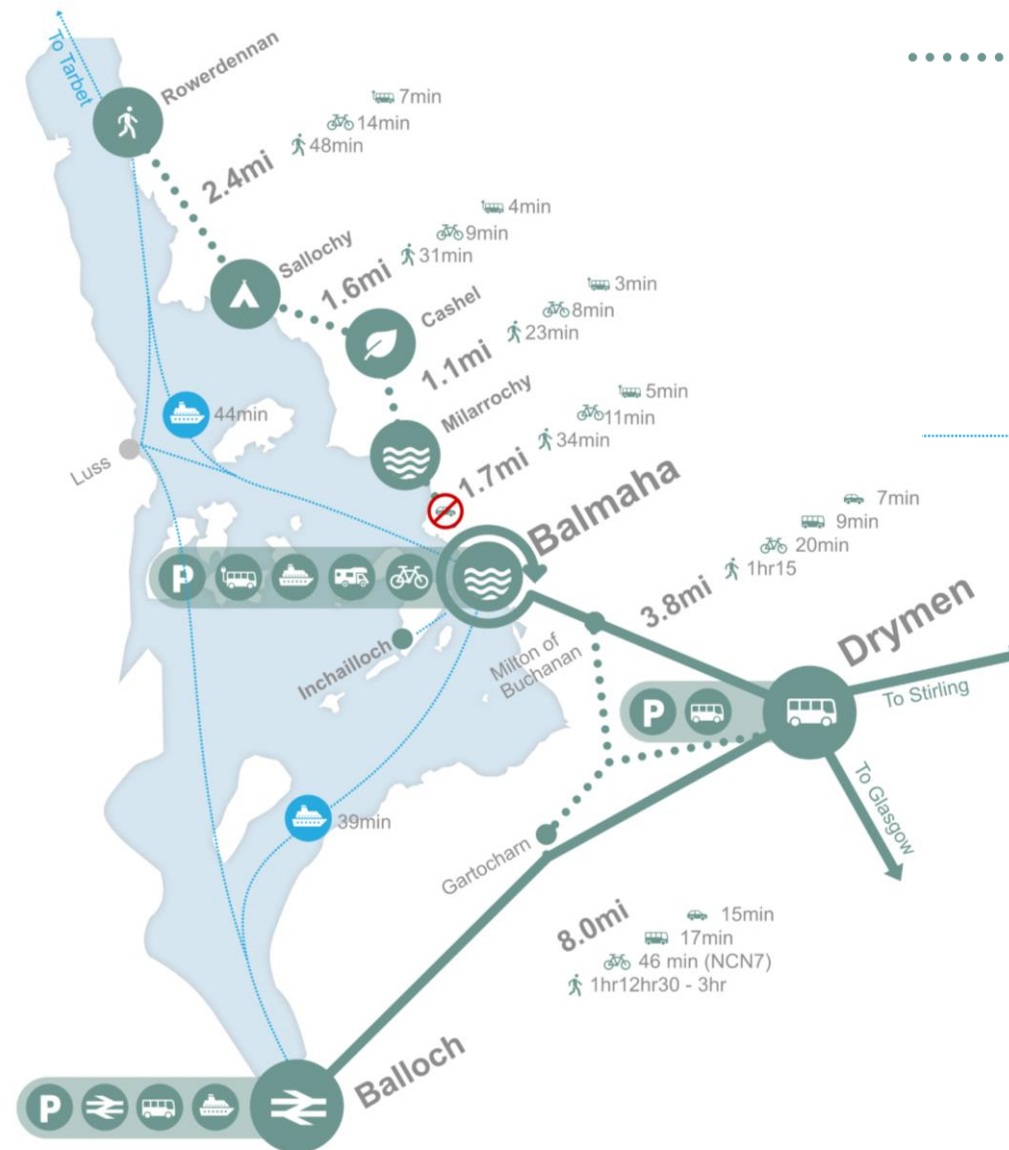 To Tarbet
Rowerdennan
7min
14min
48min
2.4mi
Sallochy
4min
9min
31min
1.6mi
Cashel
3min
8min
23min
1.1mi
Milarrochy
5min
11min
34min
1.7mi
44min
Luss
Balmaha
7min
9min
20min
1hr15
3.8mi
P
Inchailloch
Milton of
Buchanan
Drymen
P
To Stirling
To Glasgow
39min
Gartocharn
8.0mi
15min
17min
46 min (NCN7)
1hr12hr30 - 3hr
Balloch
P